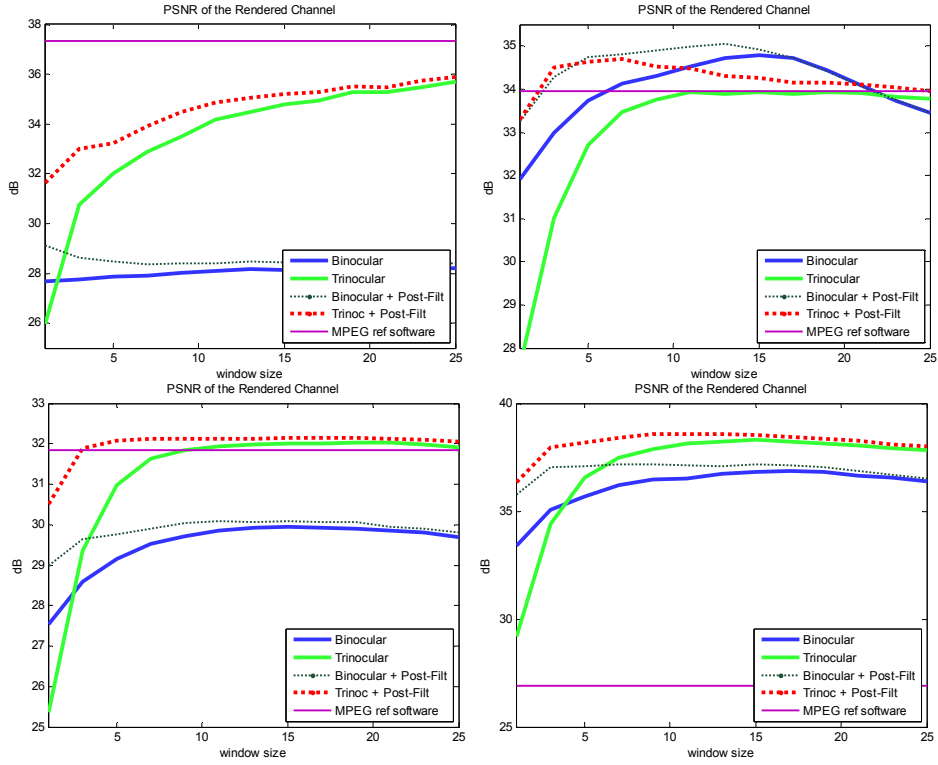 PSNR of the Rendered Channel
38
36
34
32
30
28
26
dB
5 10 15 20 25
window size
Binocular
Trinocular
Binocular + Post-Filt
Trinoc + Post-Filt
MPEG ref software
PSNR of the Rendered Channel
35
34
33
32
31
30
29
28
dB
5 10 15 20 25
window size
Binocular
Trinocular
Binocular + Post-Filt
Trinoc + Post-Filt
MPEG ref software
PSNR of the Rendered Channel
33
32
31
30
29
28
27
26
25
dB
5 10 15 20 25
window size
Binocular
Trinocular
Binocular + Post-Filt
Trinoc + Post-Filt
MPEG ref software
PSNR of the Rendered Channel
40
35
30
25
dB
5 10 15 20 25
window size
Binocular
Trinocular
Binocular + Post-Filt
Trinoc + Post-Filt
MPEG ref software